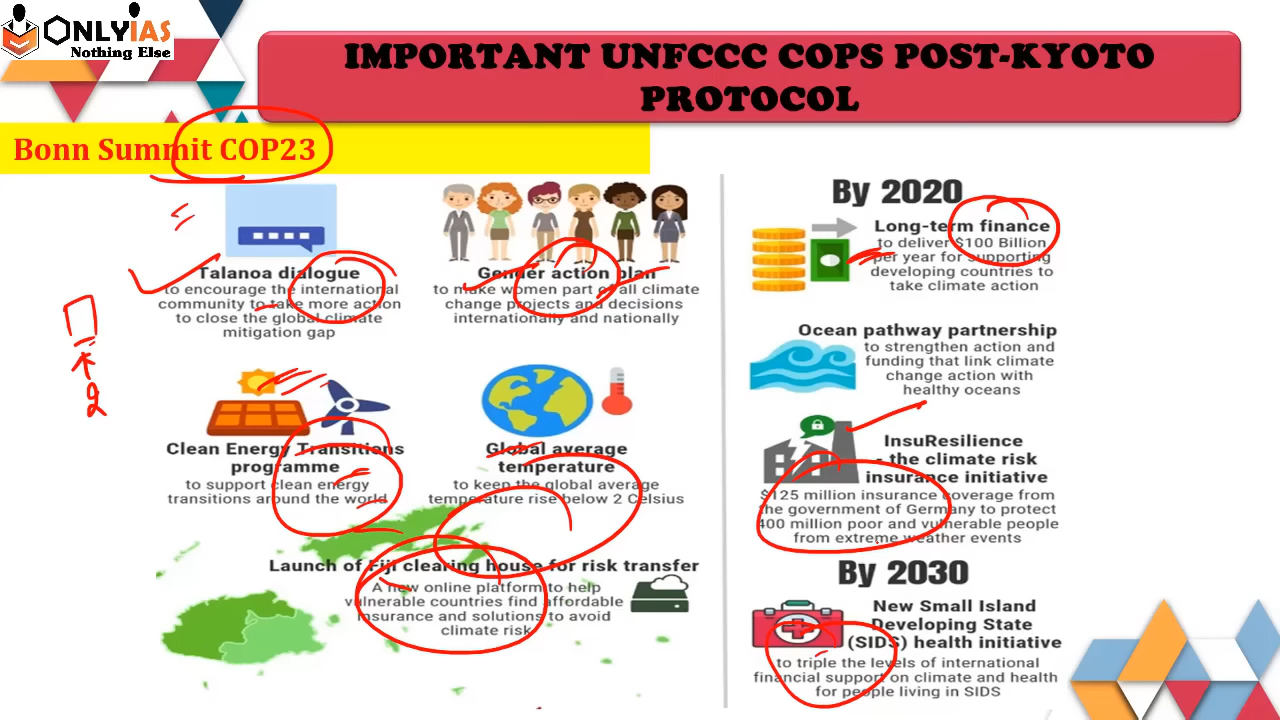 ONLYIAS
Nothing Else
IMPORTANT UNFCCC COPS POST-KYOTO
PROTOCOL
Bonn Summit COP23
Talanoa dialogue
to encourage the international
community to take more action
to close the global climate
mitigation gap
Gender action plan
to make women part of all climate
change projects and decisions
internationally and nationally
Clean Energy Transitions
programme
to support clean energy
transitions around the world
Global average
temperature
to keep the global average
temperature rise below 2 Celsius
Launch of Fiji clearing house for risk transfer
A new online platform to help
vulnerable countries find affordable
insurance and solutions to avoid
climate risk
By 2020
Long-term finance
to deliver $100 Billion
per year for supporting
developing countries to
take climate action
Ocean pathway partnership
to strengthen action and
funding that link climate
change action with
healthy oceans
InsuResilience
- the climate risk
insurance initiative
$125 million insurance coverage from
the government of Germany to protect
400 million poor and vulnerable people
from extreme weather events
By 2030
New Small Island
Developing State
(SIDS) health initiative
to triple the levels of international
financial support on climate and health
for people living in SIDS